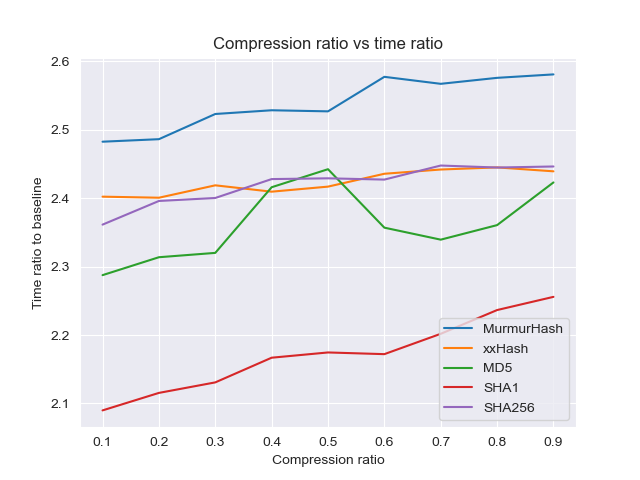 Compression ratio vs time ratio
Time ratio to baseline
2.6
2.5
2.4
2.3
2.2
2.1
0.1 0.2 0.3 0.4 0.5 0.6 0.7 0.8 0.9
Compression ratio
MurmurHash
xxHash
MD5
SHA1
SHA256